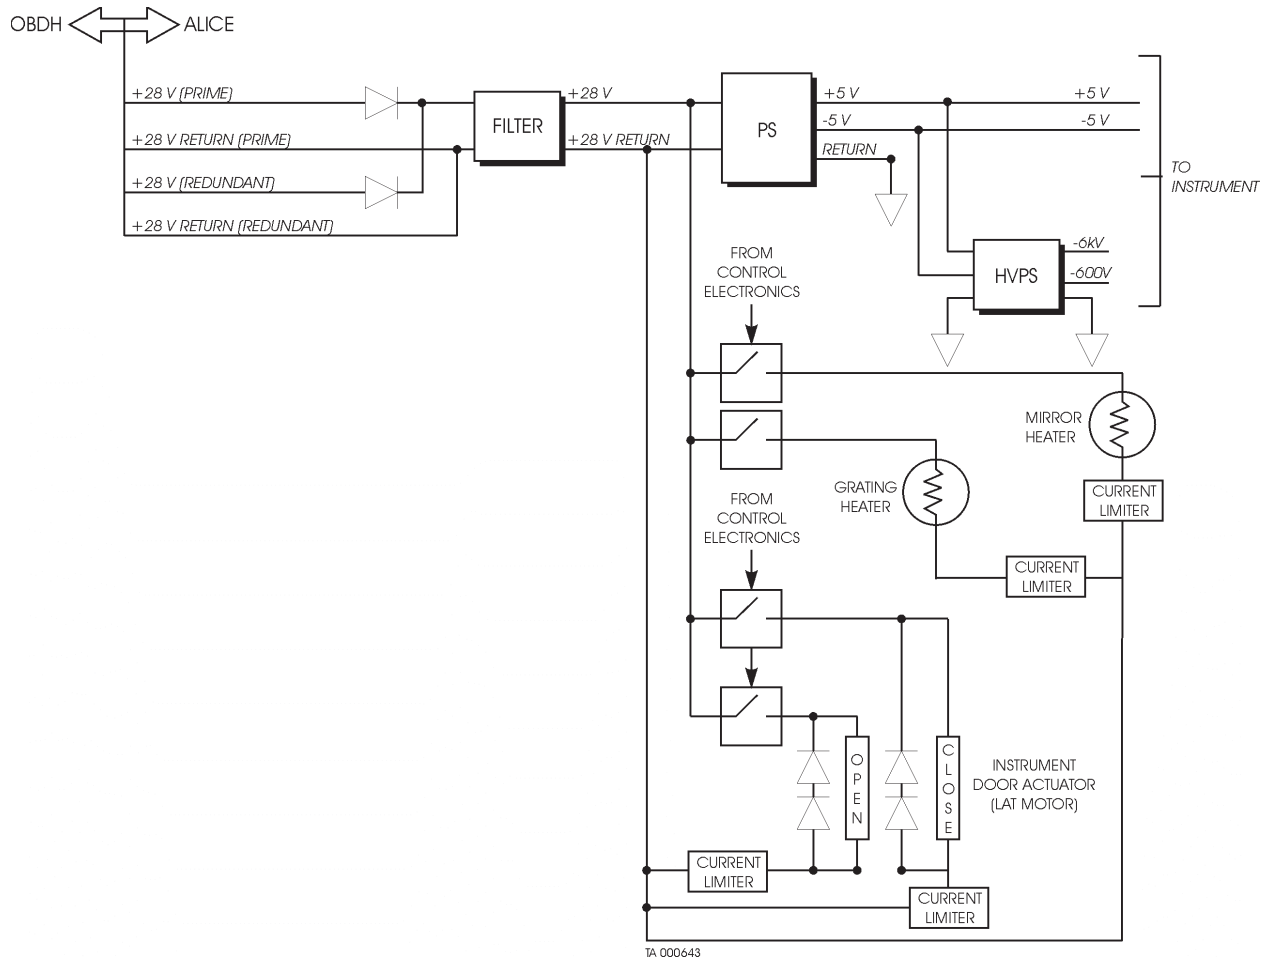 OBDH
ALICE
+28 V (PRIME)
+28 V RETURN (PRIME)
+28 V (REDUNDANT)
+28 V RETURN (REDUNDANT)
FILTER
+28 V
+28 V RETURN
PS
+5 V
-5 V
RETURN
+5 V
-5 V
TO
INSTRUMENT
HVPS
-6kV
-600V
FROM
CONTROL
ELECTRONICS
MIRROR
HEATER
CURRENT
LIMITER
GRATING
HEATER
CURRENT
LIMITER
FROM
CONTROL
ELECTRONICS
OPEN
CLOSE
INSTRUMENT
DOOR ACTUATOR
(LAT MOTOR)
CURRENT
LIMITER
CURRENT
LIMITER
TA 000643